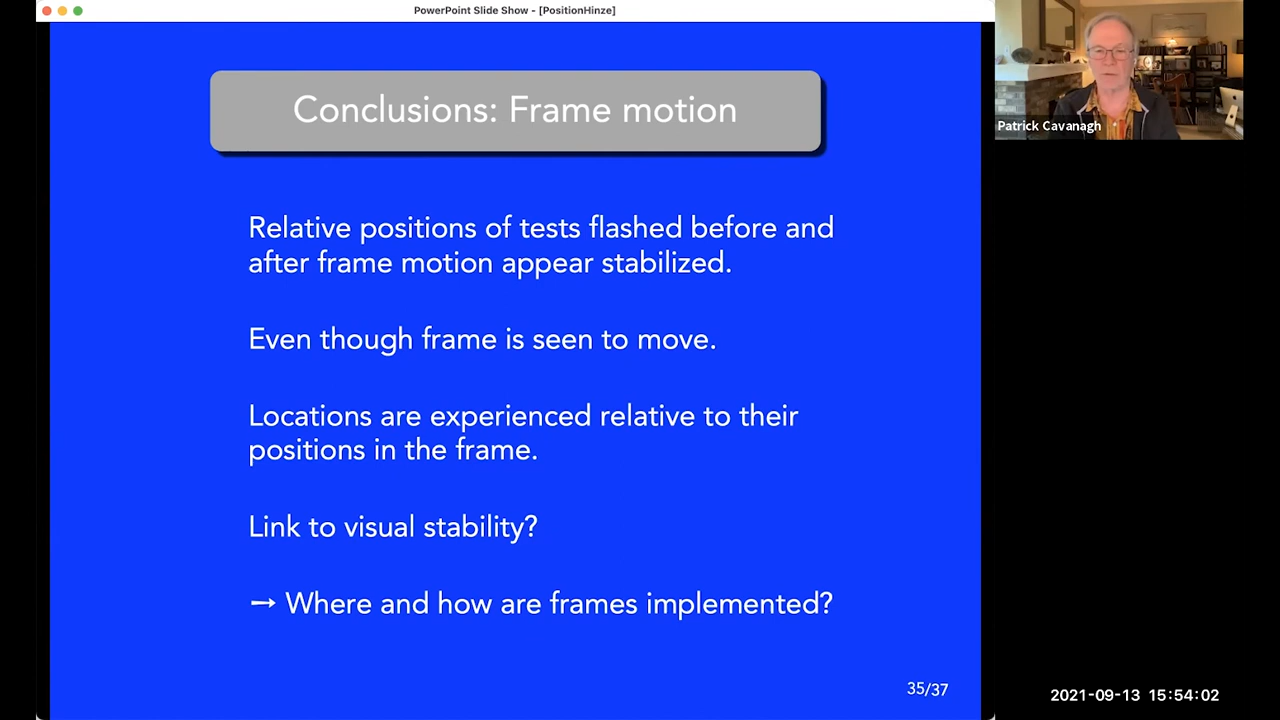 PowerPoint Slide Show - [PositionHinze]
Conclusions: Frame motion
Relative positions of tests flashed before and
after frame motion appear stabilized.
Even though frame is seen to move.
Locations are experienced relative to their
positions in the frame.
Link to visual stability?
→ Where and how are frames implemented?
35/37
Patrick Cavanagh
2021-09-13 15:54:02